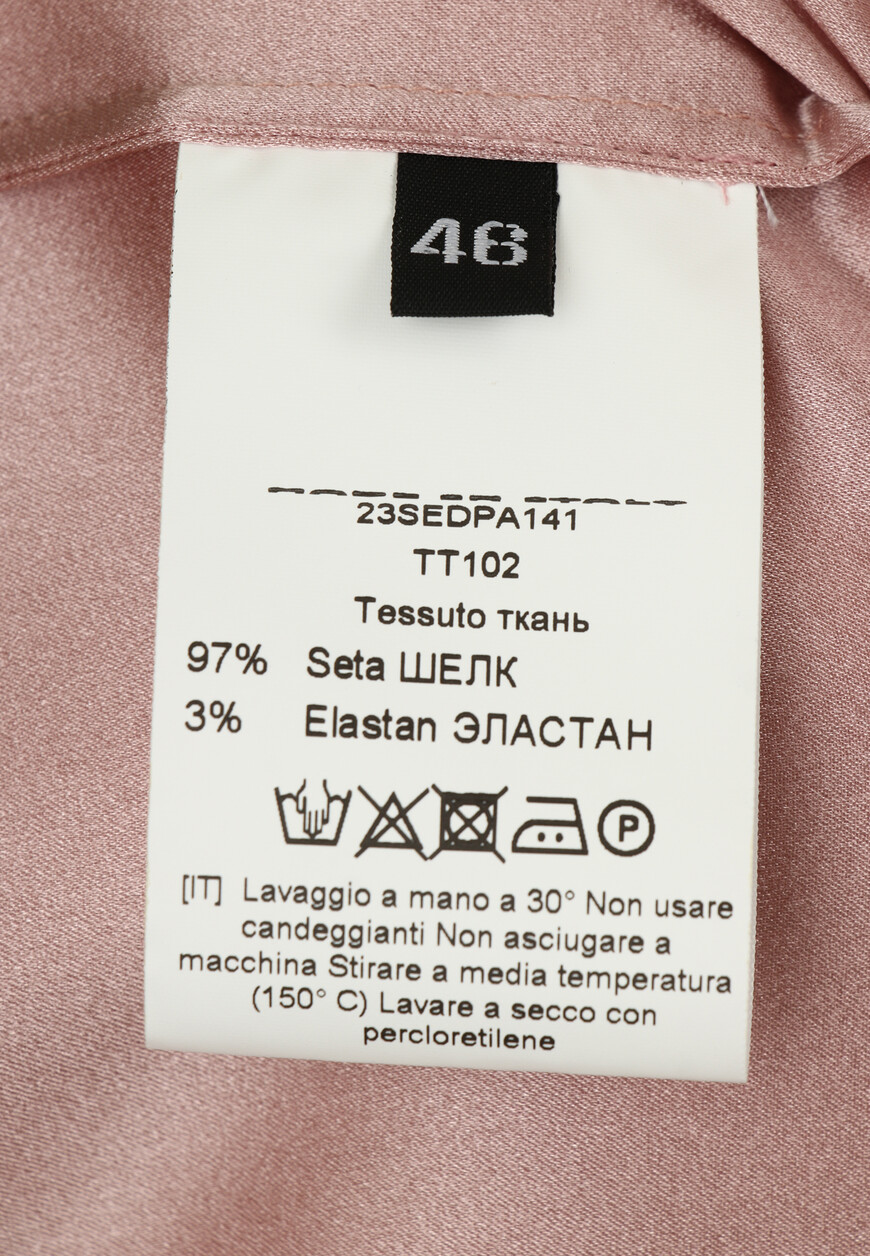 46
23SEDPA141
TT102
Tessuto ткань
97% Seta ШЕЛК
3% Elastan ЭЛАСТАН
P
[IT] Lavaggio a mano a 30° Non usare
candeggianti Non asciugare a
macchina Stirare a media temperatura
(150° C) Lavare a secco con
percloretilene